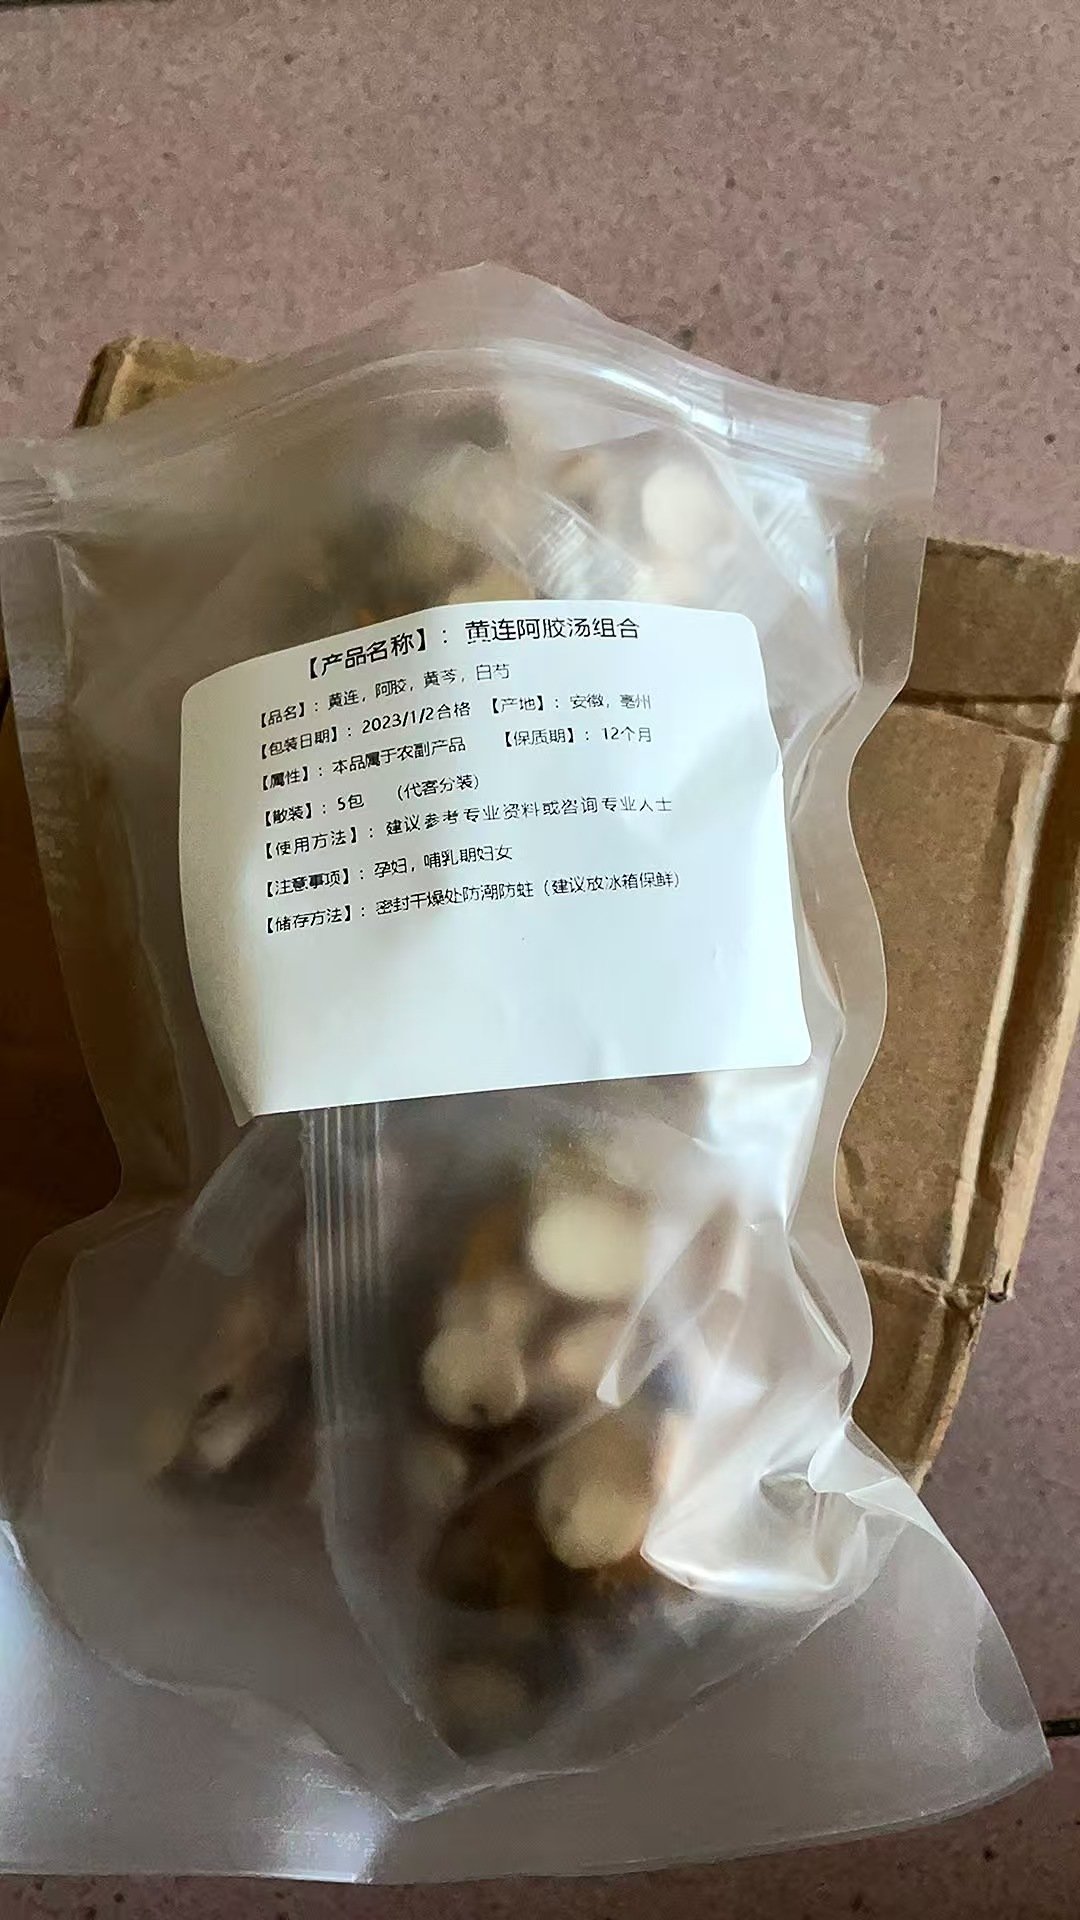 【产品名称】：黄连阿胶汤组合
【品名】：黄连，阿胶，黄芩，白芍
【包装日期】：2023/1/2合格 【产地】：安徽，亳州
【属性】：本品属于农副产品 【保质期】：12个月
【散装】：5包 （代客分装）
【使用方法】：建议参考专业资料或咨询专业人士
【注意事项】：孕妇，哺乳期妇女
【储存方法】：密封干燥处防潮防蛀（建议放冰箱保鲜）